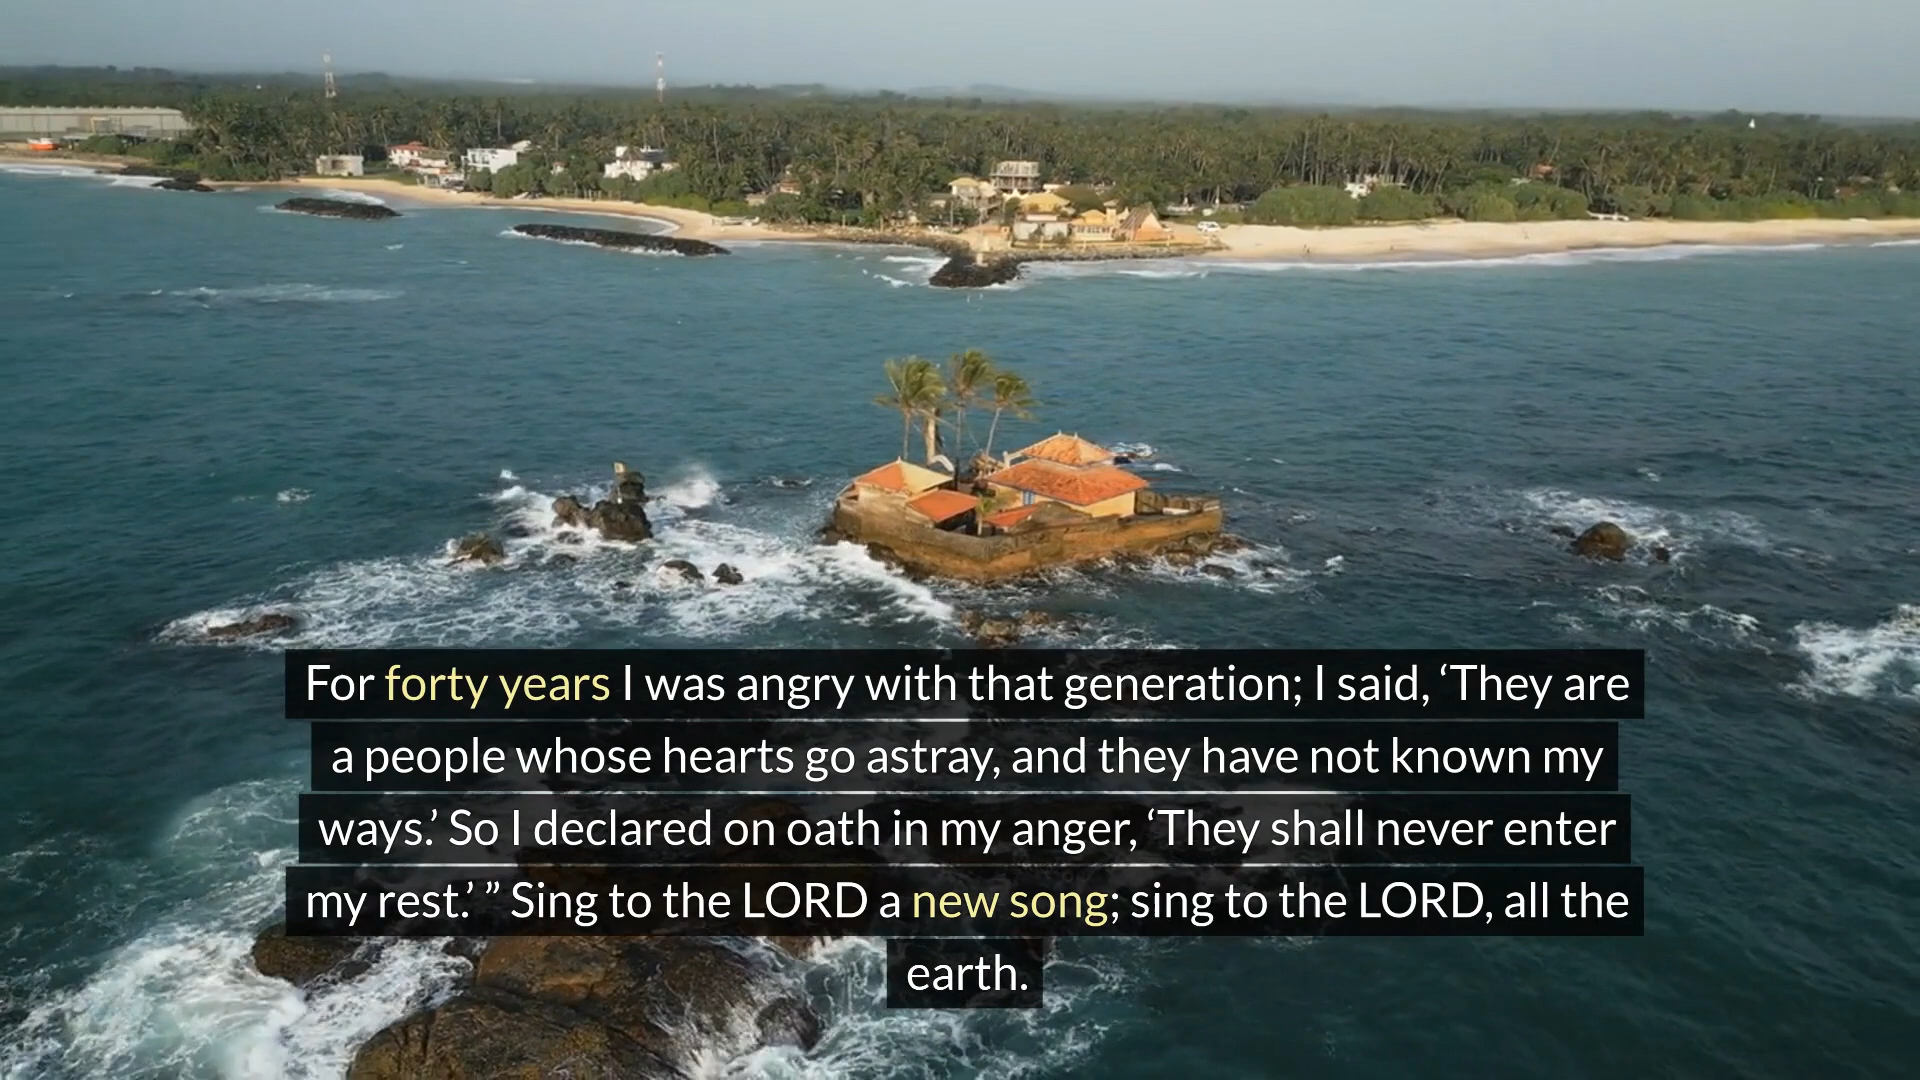 For forty years I was angry with that generation; I said, ‘They are
a people whose hearts go astray, and they have not known my
ways.’ So I declared on oath in my anger, ‘They shall never enter
my rest.’ ” Sing to the LORD a new song; sing to the LORD, all the
earth.